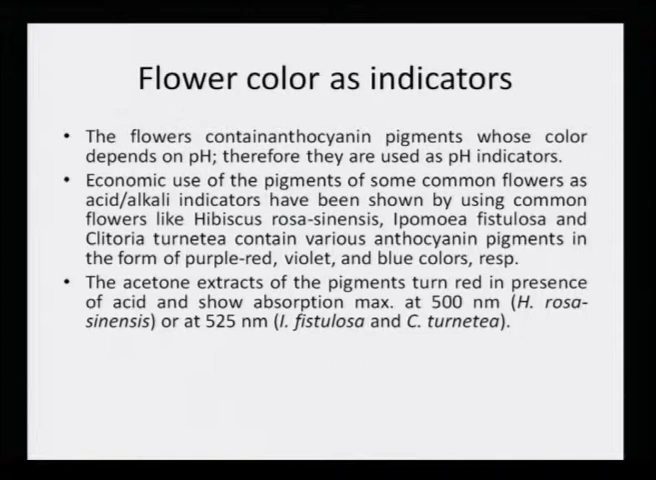 Flower color as indicators
• The flowers containanthocyanin pigments whose color
depends on pH; therefore they are used as pH indicators.
• Economic use of the pigments of some common flowers as
acid/alkali indicators have been shown by using common
flowers like Hibiscus rosa-sinensis, Ipomoea fistulosa and
Clitoria turnetea contain various anthocyanin pigments in
the form of purple-red, violet, and blue colors, resp.
• The acetone extracts of the pigments turn red in presence
of acid and show absorption max. at 500 nm (H. rosa-
sinensis) or at 525 nm (I. fistulosa and C. turnetea).